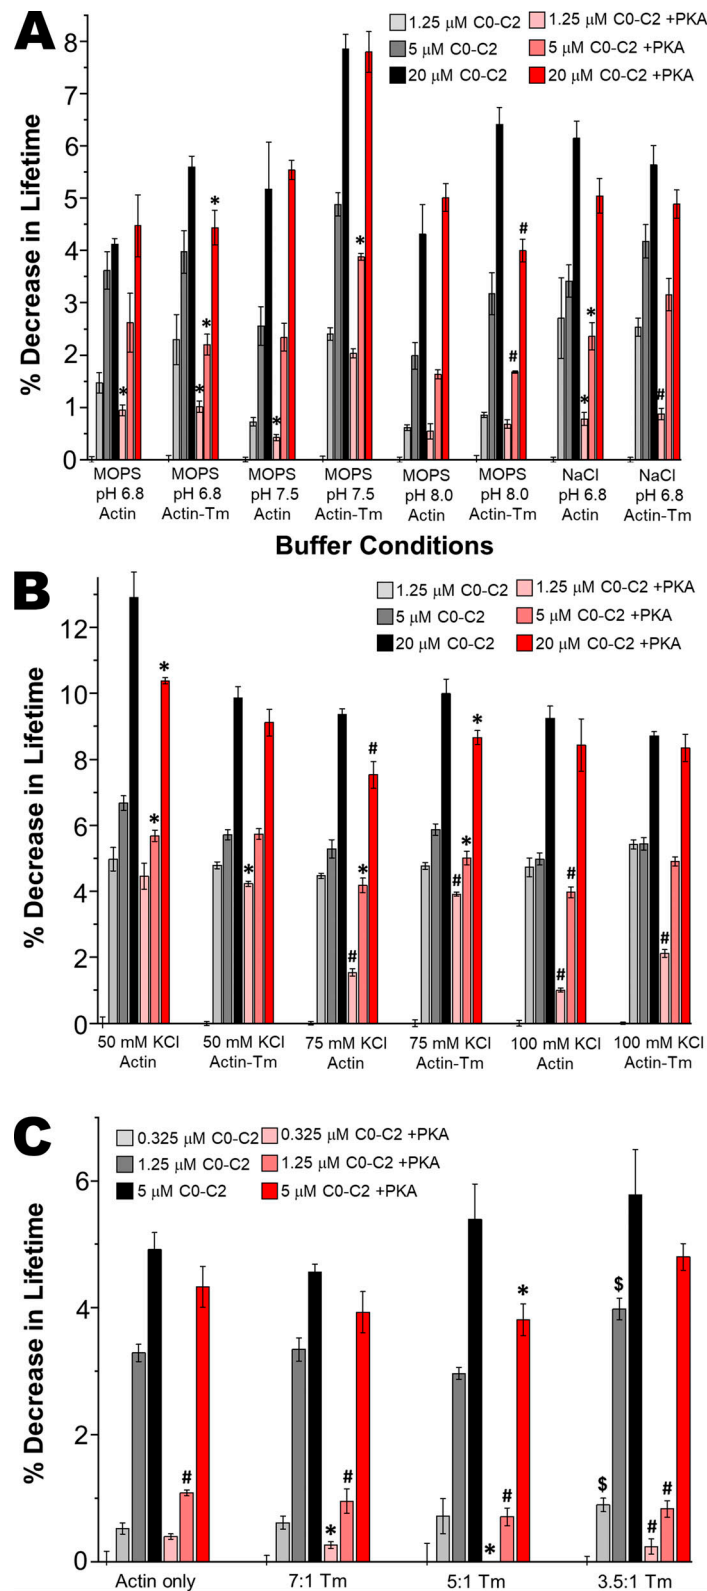 A
1.25 μM C0-C2
1.25 μM C0-C2 +PKA
5 μM C0-C2
5 μM C0-C2 +PKA
20 μM C0-C2
20 μM C0-C2 +PKA
% Decrease in Lifetime
8
7
6
5
4
3
2
1
0
* * * * * * # # * * #
MOPS pH 6.8 Actin
MOPS pH 6.8 Actin-Tm
MOPS pH 7.5 Actin
MOPS pH 7.5 Actin-Tm
MOPS pH 8.0 Actin
MOPS pH 8.0 Actin-Tm
NaCl pH 6.8 Actin
NaCl pH 6.8 Actin-Tm
Buffer Conditions
B
1.25 μM C0-C2
1.25 μM C0-C2 +PKA
5 μM C0-C2
5 μM C0-C2 +PKA
20 μM C0-C2
20 μM C0-C2 +PKA
% Decrease in Lifetime
12
10
8
6
4
2
0
* * * # * # # * * # # #
50 mM KCl Actin
50 mM KCl Actin-Tm
75 mM KCl Actin
75 mM KCl Actin-Tm
100 mM KCl Actin
100 mM KCl Actin-Tm
C
0.325 μM C0-C2
0.325 μM C0-C2 +PKA
1.25 μM C0-C2
1.25 μM C0-C2 +PKA
5 μM C0-C2
5 μM C0-C2 +PKA
% Decrease in Lifetime
6
4
2
0
# * # * # * $ $ # #
Actin only
7:1 Tm
5:1 Tm
3.5:1 Tm